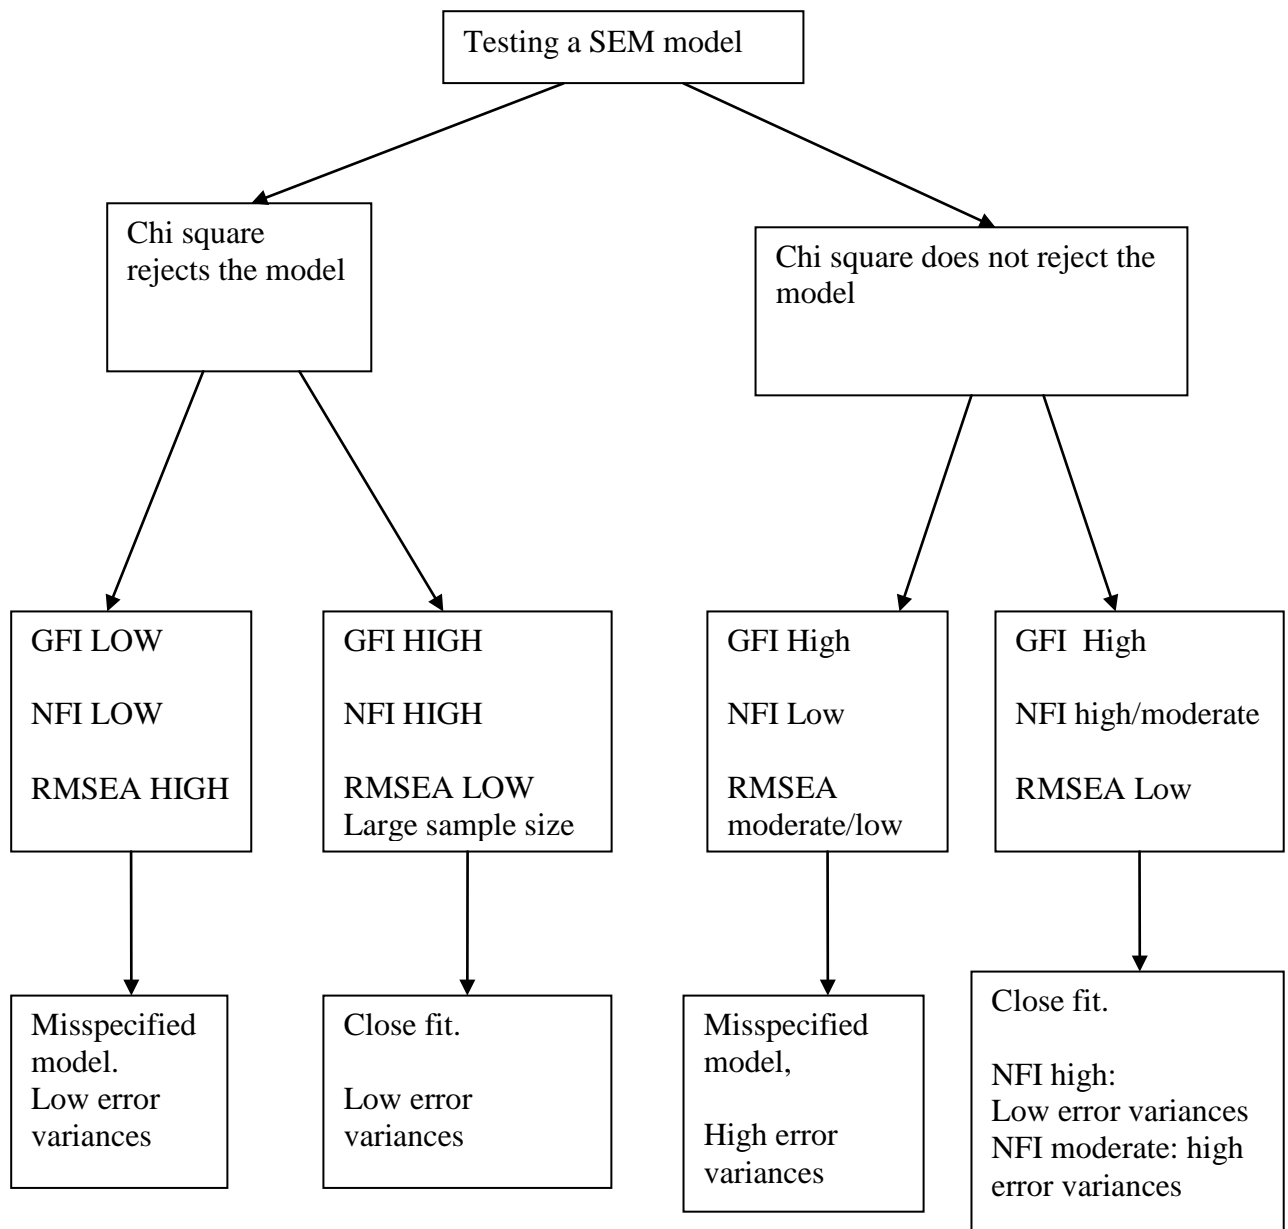 Testing a SEM model
Chi square
rejects the model
Chi square does not reject the
model
GFI LOW
NFI LOW
RMSEA HIGH
GFI HIGH
NFI HIGH
RMSEA LOW
Large sample size
GFI High
NFI Low
RMSEA
moderate/low
GFI  High
NFI high/moderate
RMSEA Low
Misspecified
model.
Low error
variances
Close fit.
Low error
variances
Misspecified
model,
High error
variances
Close fit.
NFI high:
Low error variances
NFI moderate: high
error variances